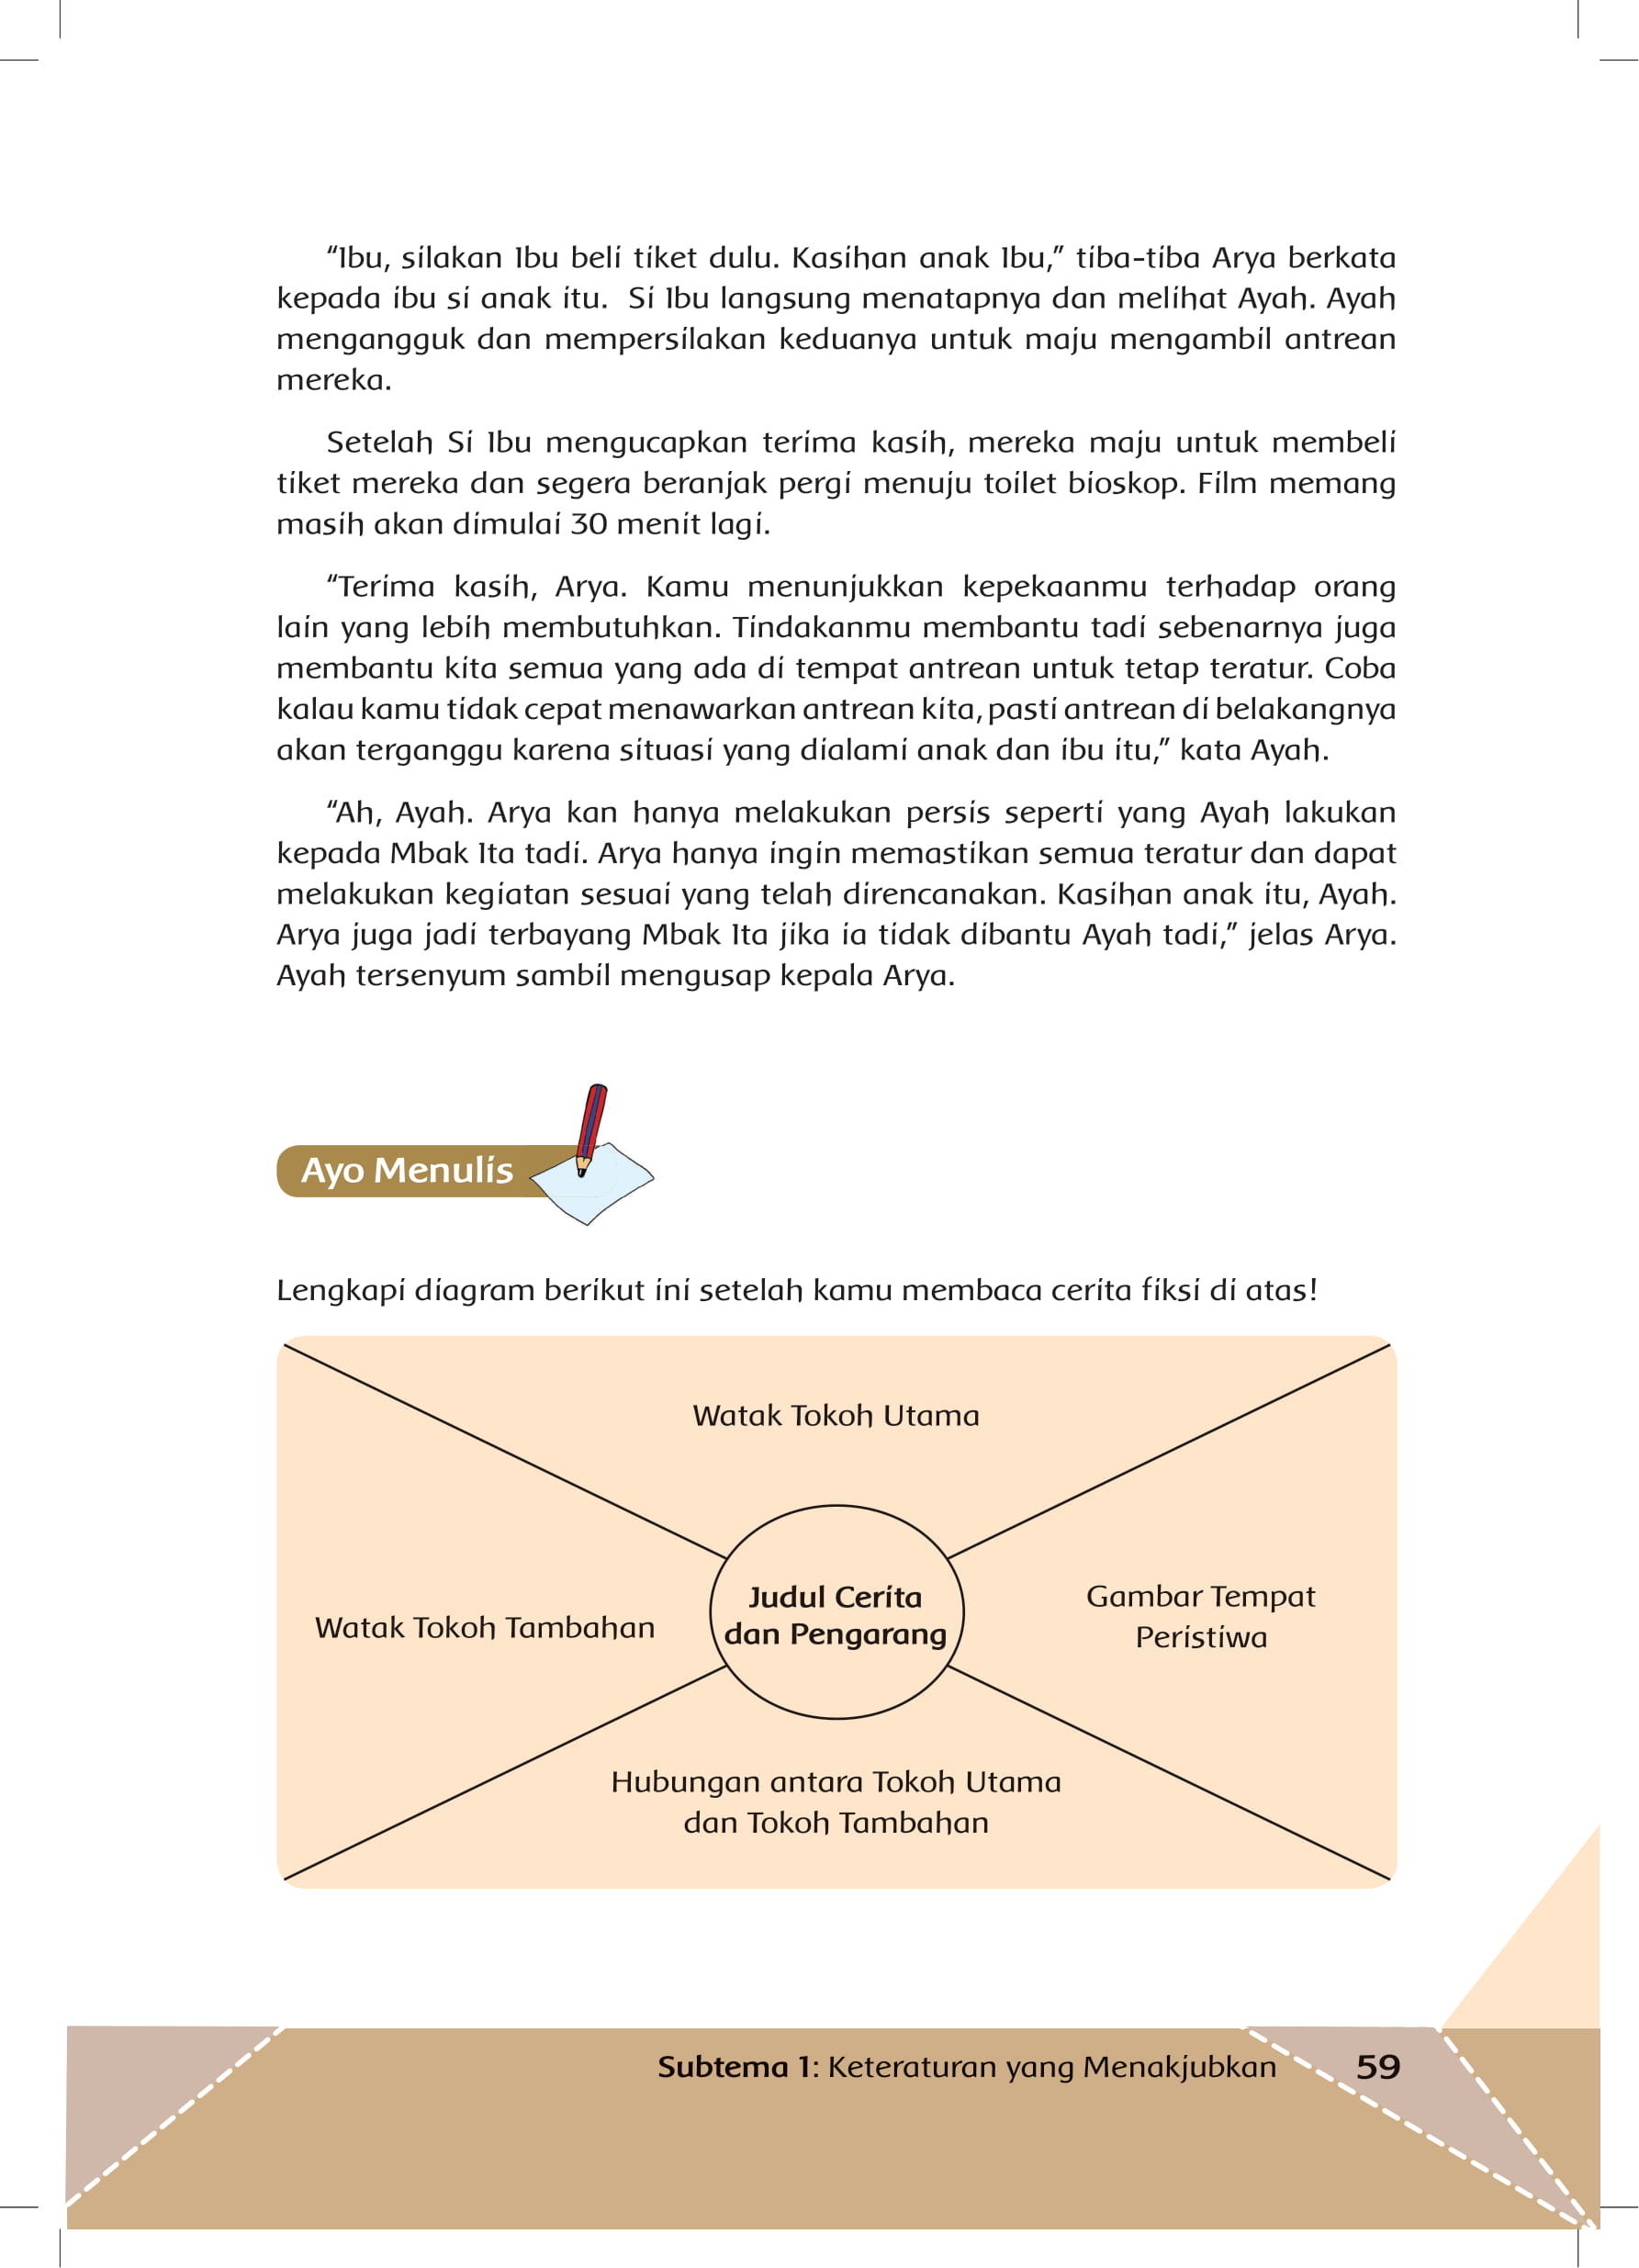 “Ibu, silakan Ibu beli tiket dulu. Kasihan anak Ibu,” tiba-tiba Arya berkata
kepada ibu si anak itu.  Si Ibu langsung menatapnya dan melihat Ayah. Ayah
mengangguk dan mempersilakan keduanya untuk maju mengambil antrean
mereka.
Setelah Si Ibu mengucapkan terima kasih, mereka maju untuk membeli
tiket mereka dan segera beranjak pergi menuju toilet bioskop. Film memang
masih akan dimulai 30 menit lagi.
“Terima kasih, Arya. Kamu menunjukkan kepekaanmu terhadap orang
lain yang lebih membutuhkan. Tindakanmu membantu tadi sebenarnya juga
membantu kita semua yang ada di tempat antrean untuk tetap teratur. Coba
kalau kamu tidak cepat menawarkan antrean kita, pasti antrean di belakangnya
akan terganggu karena situasi yang dialami anak dan ibu itu,” kata Ayah.
“Ah, Ayah. Arya kan hanya melakukan persis seperti yang Ayah lakukan
kepada Mbak Ita tadi. Arya hanya ingin memastikan semua teratur dan dapat
melakukan kegiatan sesuai yang telah direncanakan. Kasihan anak itu, Ayah.
Arya juga jadi terbayang Mbak Ita jika ia tidak dibantu Ayah tadi,” jelas Arya.
Ayah tersenyum sambil mengusap kepala Arya.
Ayo Menulis
Lengkapi diagram berikut ini setelah kamu membaca cerita fiksi di atas!
Watak Tokoh Utama
Watak Tokoh Tambahan
Judul Cerita
dan Pengarang
Gambar Tempat
Peristiwa
Hubungan antara Tokoh Utama
dan Tokoh Tambahan
Subtema 1: Keteraturan yang Menakjubkan
59